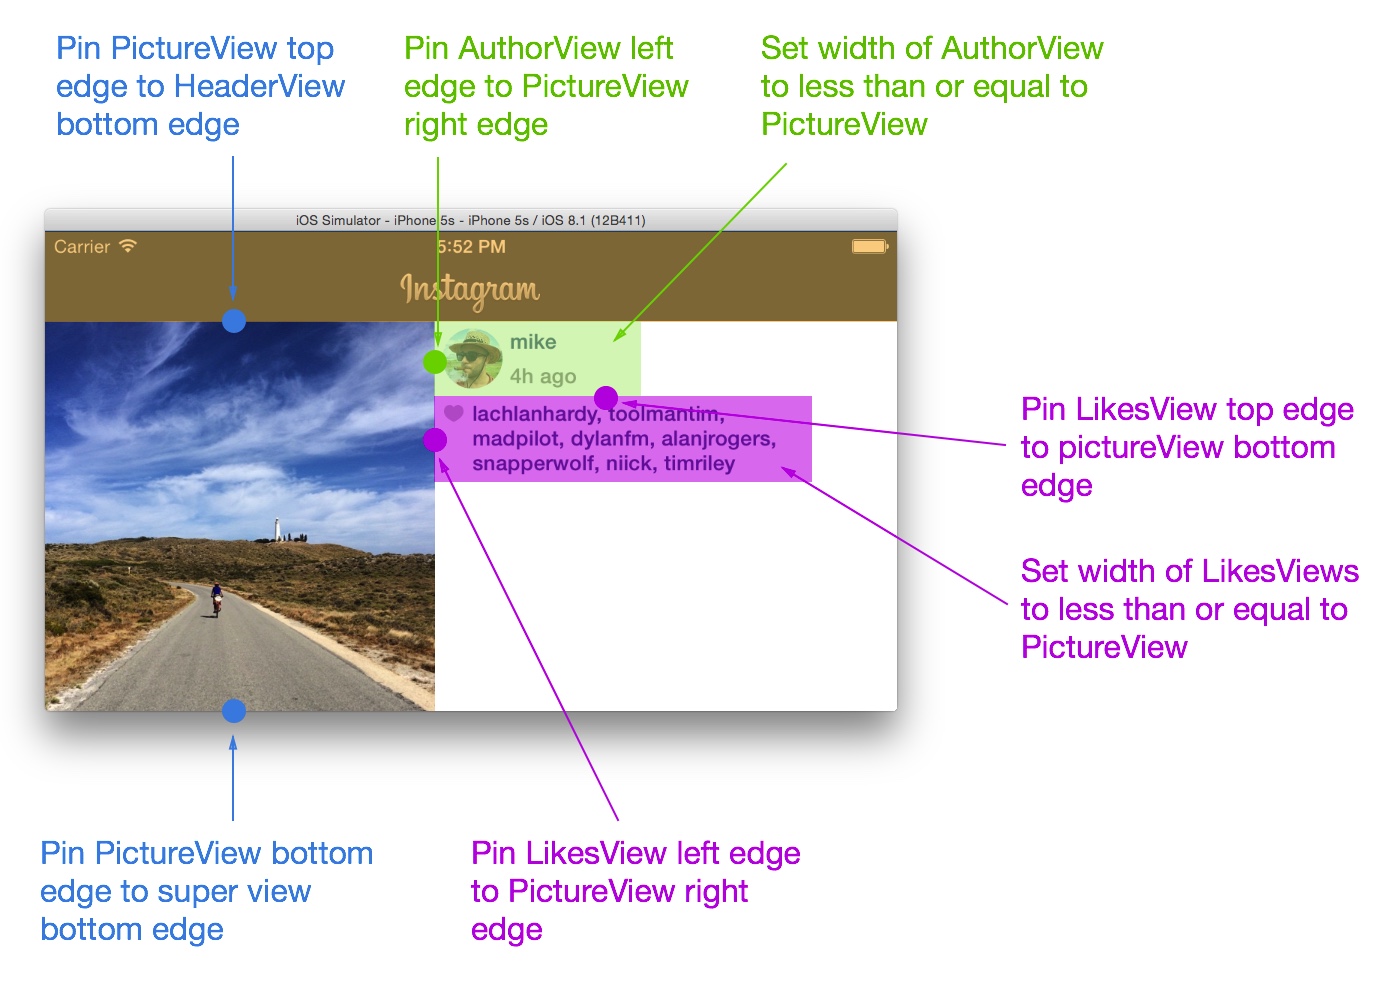 Pin PictureView top
edge to HeaderView
bottom edge
Pin AuthorView left
edge to PictureView
right edge
Set width of AuthorView
to less than or equal to
PictureView
iOS Simulator - iPhone 5s - iPhone 5s / iOS 8.1 (12B411)
Carrier
5:52 PM
Instagram
mike
4h ago
lachlanhardy, toolmantim,
madpilot, dylanfm, alanjrogers,
snapperwolf, niick, timriley
Pin LikesView top edge
to pictureView bottom
edge
Set width of LikesViews
to less than or equal to
PictureView
Pin PictureView bottom
edge to super view
bottom edge
Pin LikesView left edge
to PictureView right
edge